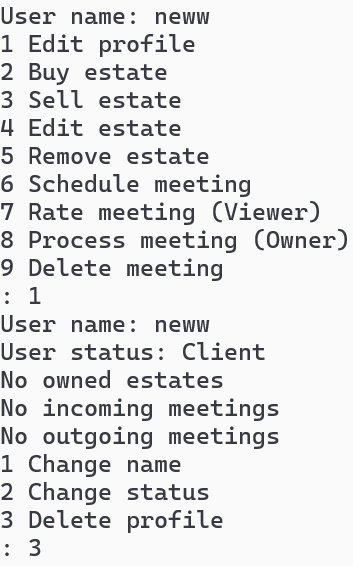 User name: neww
1 Edit profile
2 Buy estate
3 Sell estate
4 Edit estate
5 Remove estate
6 Schedule meeting
7 Rate meeting (Viewer)
8 Process meeting (Owner)
9 Delete meeting
: 1
User name: neww
User status: Client
No owned estates
No incoming meetings
No outgoing meetings
1 Change name
2 Change status
3 Delete profile
: 3